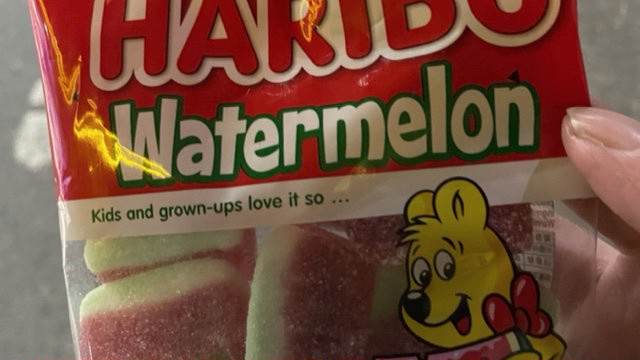 HARIBO
Watermelon
Kids and grown-ups love it so ...